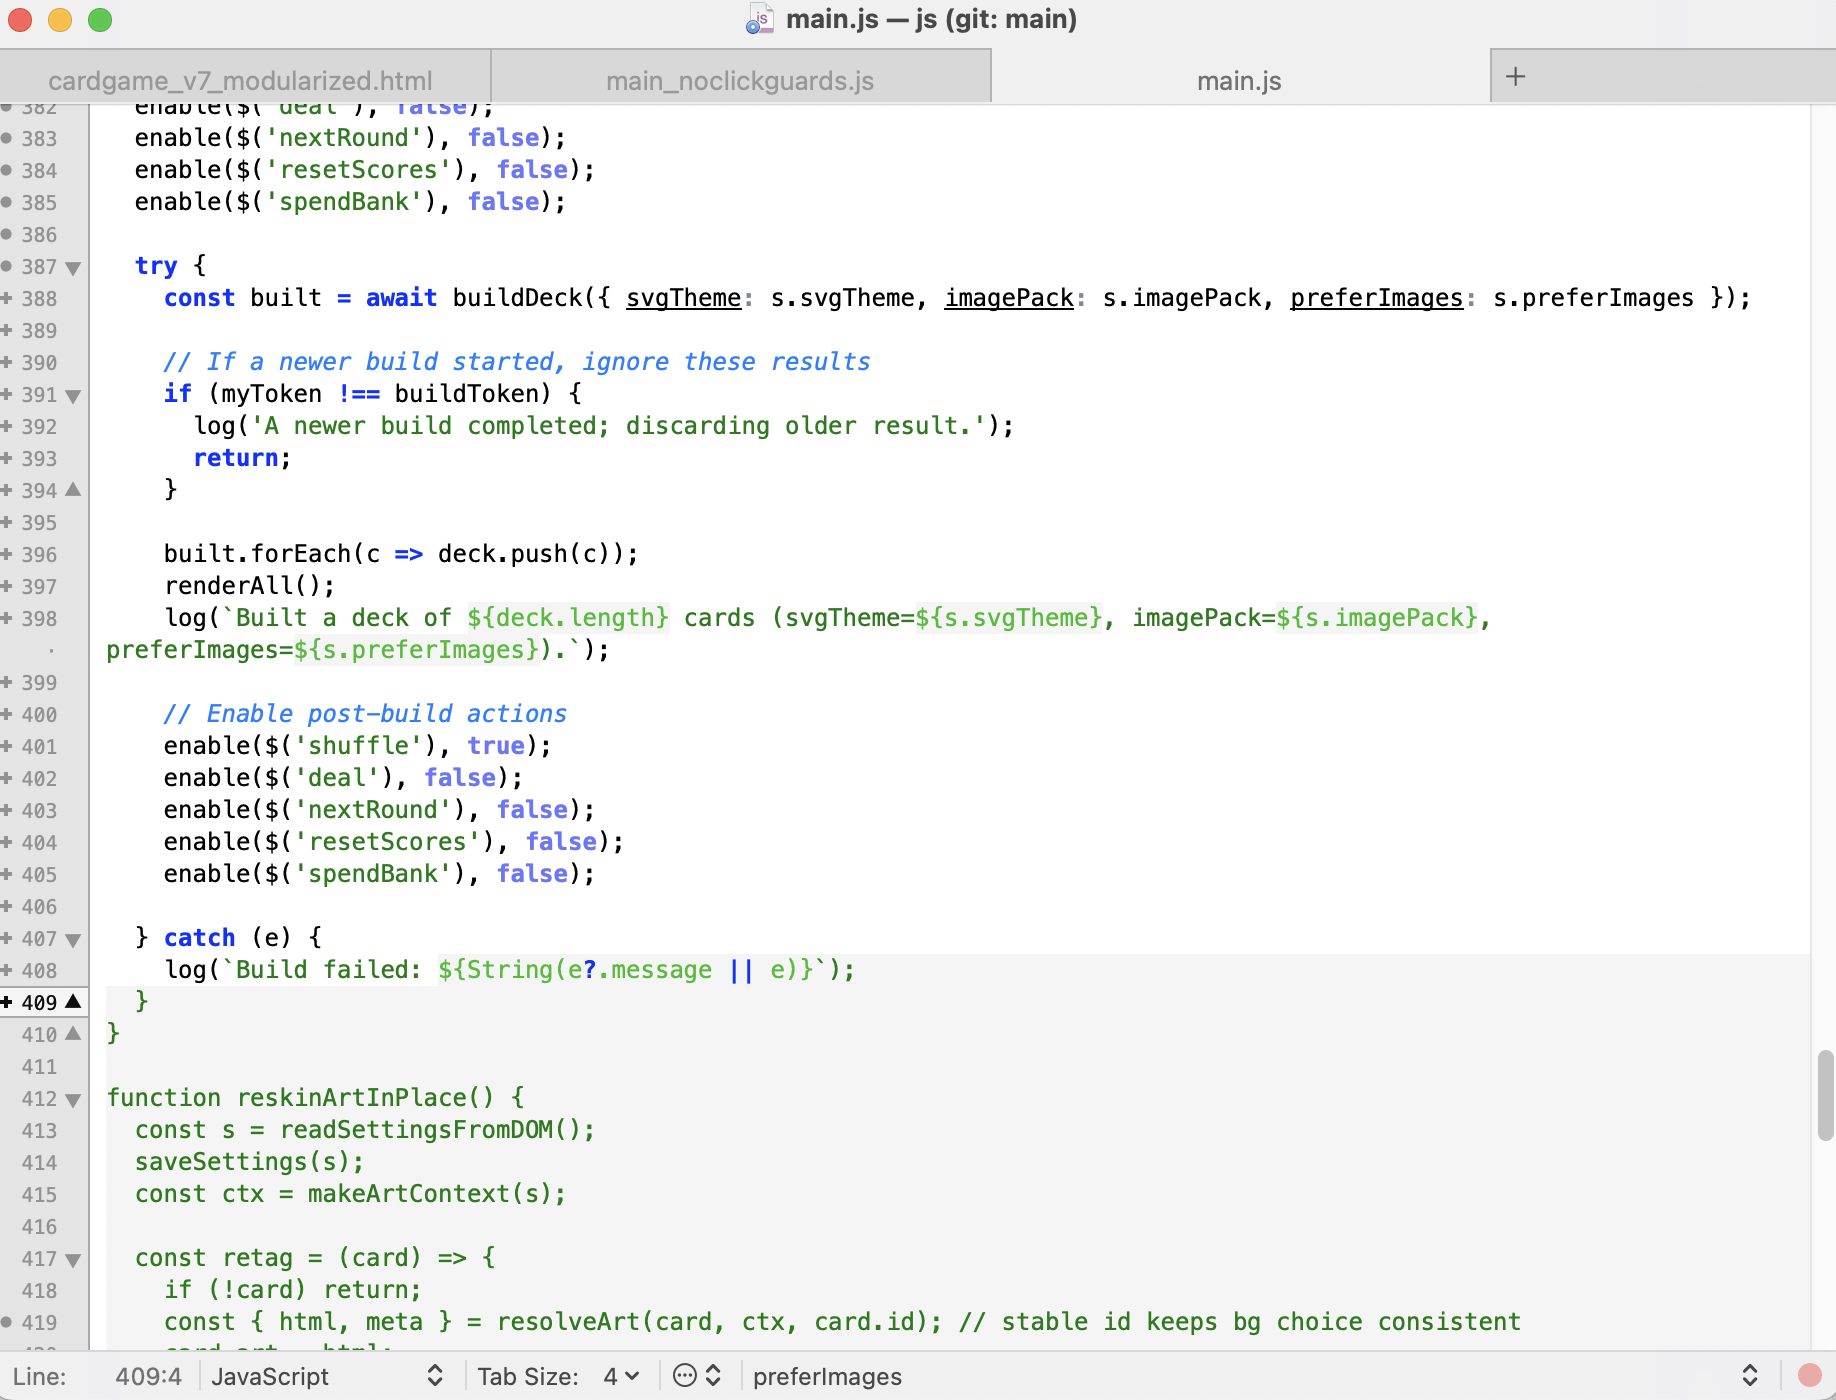 main.js — js (git: main)
cardgame_v7_modularized.html
main_noclickguards.js
main.js
+
382 enable($('deal'), false);
383 enable($('nextRound'), false);
384 enable($('resetScores'), false);
385 enable($('spendBank'), false);
386
387 try {
388 const built = await buildDeck({ svgTheme: s.svgTheme, imagePack: s.imagePack, preferImages: s.preferImages });
389
390 // If a newer build started, ignore these results
391 if (myToken !== buildToken) {
392 log('A newer build completed; discarding older result.');
393 return;
394 }
395
396 built.forEach(c => deck.push(c));
397 renderAll();
398 log(`Built a deck of ${deck.length} cards (svgTheme=${s.svgTheme}, imagePack=${s.imagePack},
preferImages=${s.preferImages}).`);
399
400 // Enable post-build actions
401 enable($('shuffle'), true);
402 enable($('deal'), false);
403 enable($('nextRound'), false);
404 enable($('resetScores'), false);
405 enable($('spendBank'), false);
406
407 } catch (e) {
408 log(`Build failed: ${String(e?.message || e)}`);
409 }
410 }
411
412 function reskinArtInPlace() {
413 const s = readSettingsFromDOM();
414 saveSettings(s);
415 const ctx = makeArtContext(s);
416
417 const retag = (card) => {
418 if (!card) return;
419 const { html, meta } = resolveArt(card, ctx, card.id); // stable id keeps bg choice consistent
Line: 409:4 JavaScript Tab Size: 4 preferImages